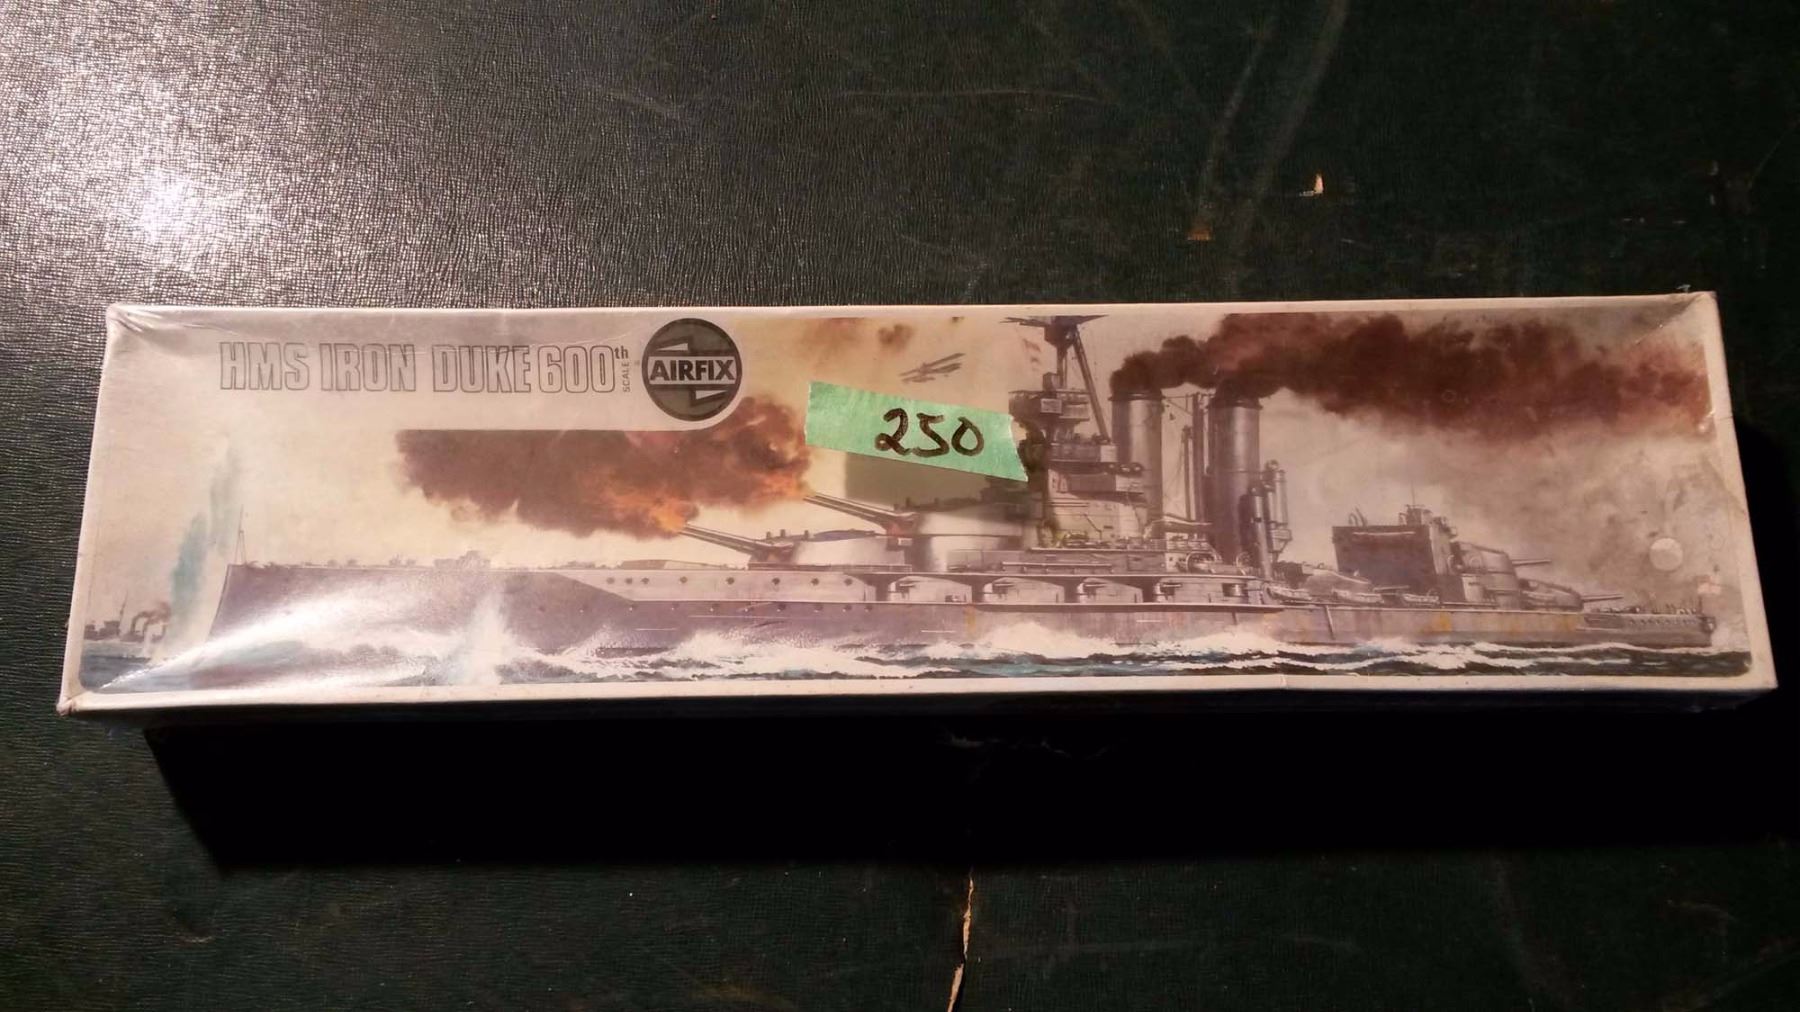 HMS IRON DUKE 600th SCALE
AIRFIX
250